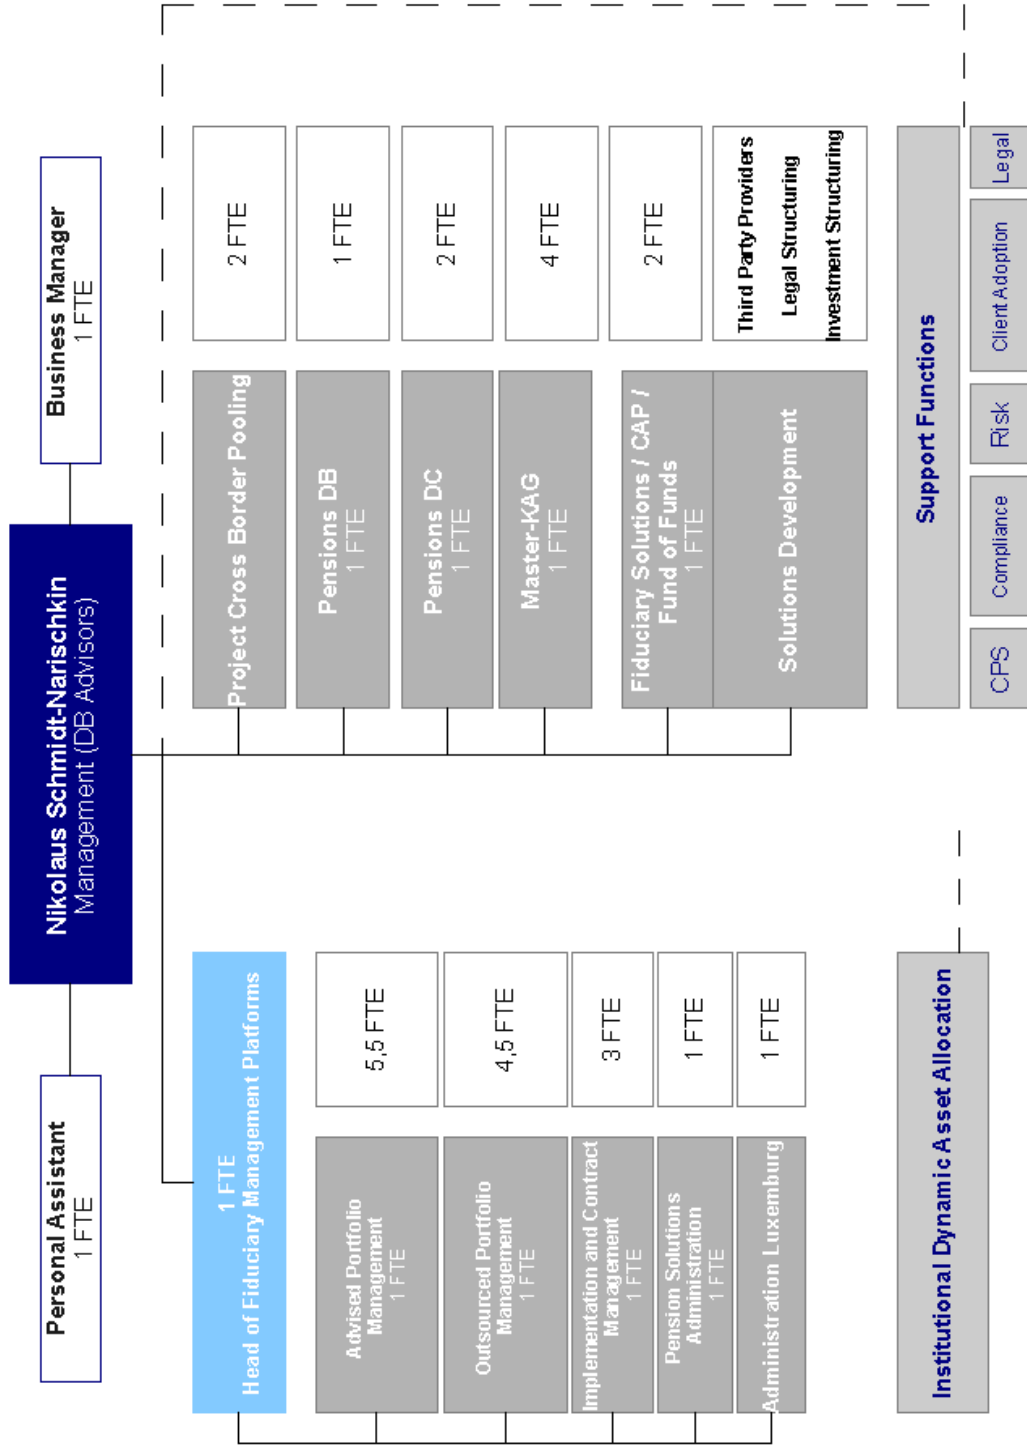 Personal Assistant
1 FTE
Nikolaus Schmidt-Narischkin
Management (DB Advisors)
Business Manager
1 FTE
1 FTE
Head of Fiduciary Management Platforms
Advised Portfolio
Management
1 FTE
5,5 FTE
Outsourced Portfolio
Management
1 FTE
4,5 FTE
Implementation and Contract
Management
1 FTE
3 FTE
Pension Solutions
Administration
1 FTE
1 FTE
Administration Luxemburg
1 FTE
Project Cross Border Pooling
2 FTE
Pensions DB
1 FTE
1 FTE
Pensions DC
1 FTE
2 FTE
Master-KAG
1 FTE
4 FTE
Fiduciary Solutions / CAP /
Fund of Funds
1 FTE
2 FTE
Solutions Development
Third Party Providers
Legal Structuring
Investment Structuring
Institutional Dynamic Asset Allocation
Support Functions
CPS
Compliance
Risk
Client Adoption
Legal